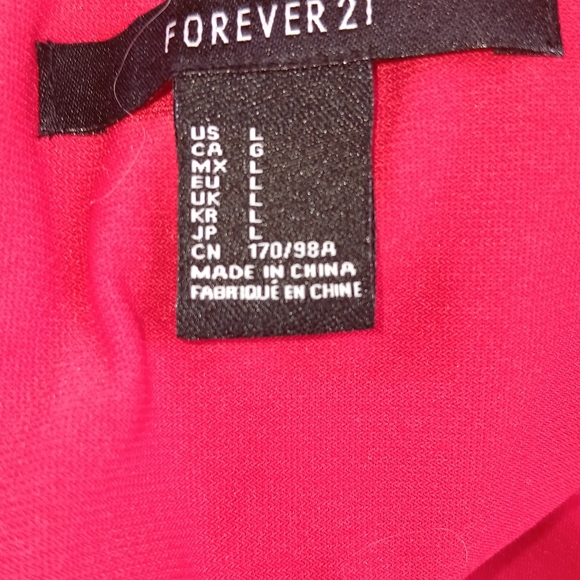 FOREVER 21
US L
CA G
MX L
EU L
UK L
KR L
JP L
CN 170/98A
MADE IN CHINA
FABRIQUÉ EN CHINE